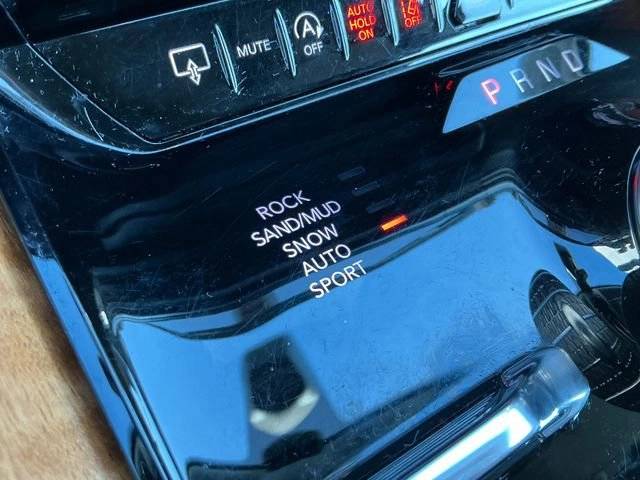 MUTE
OFF
AUTO
HOLD
ON
OFF
P R N D
ROCK
SAND/MUD
SNOW
AUTO
SPORT